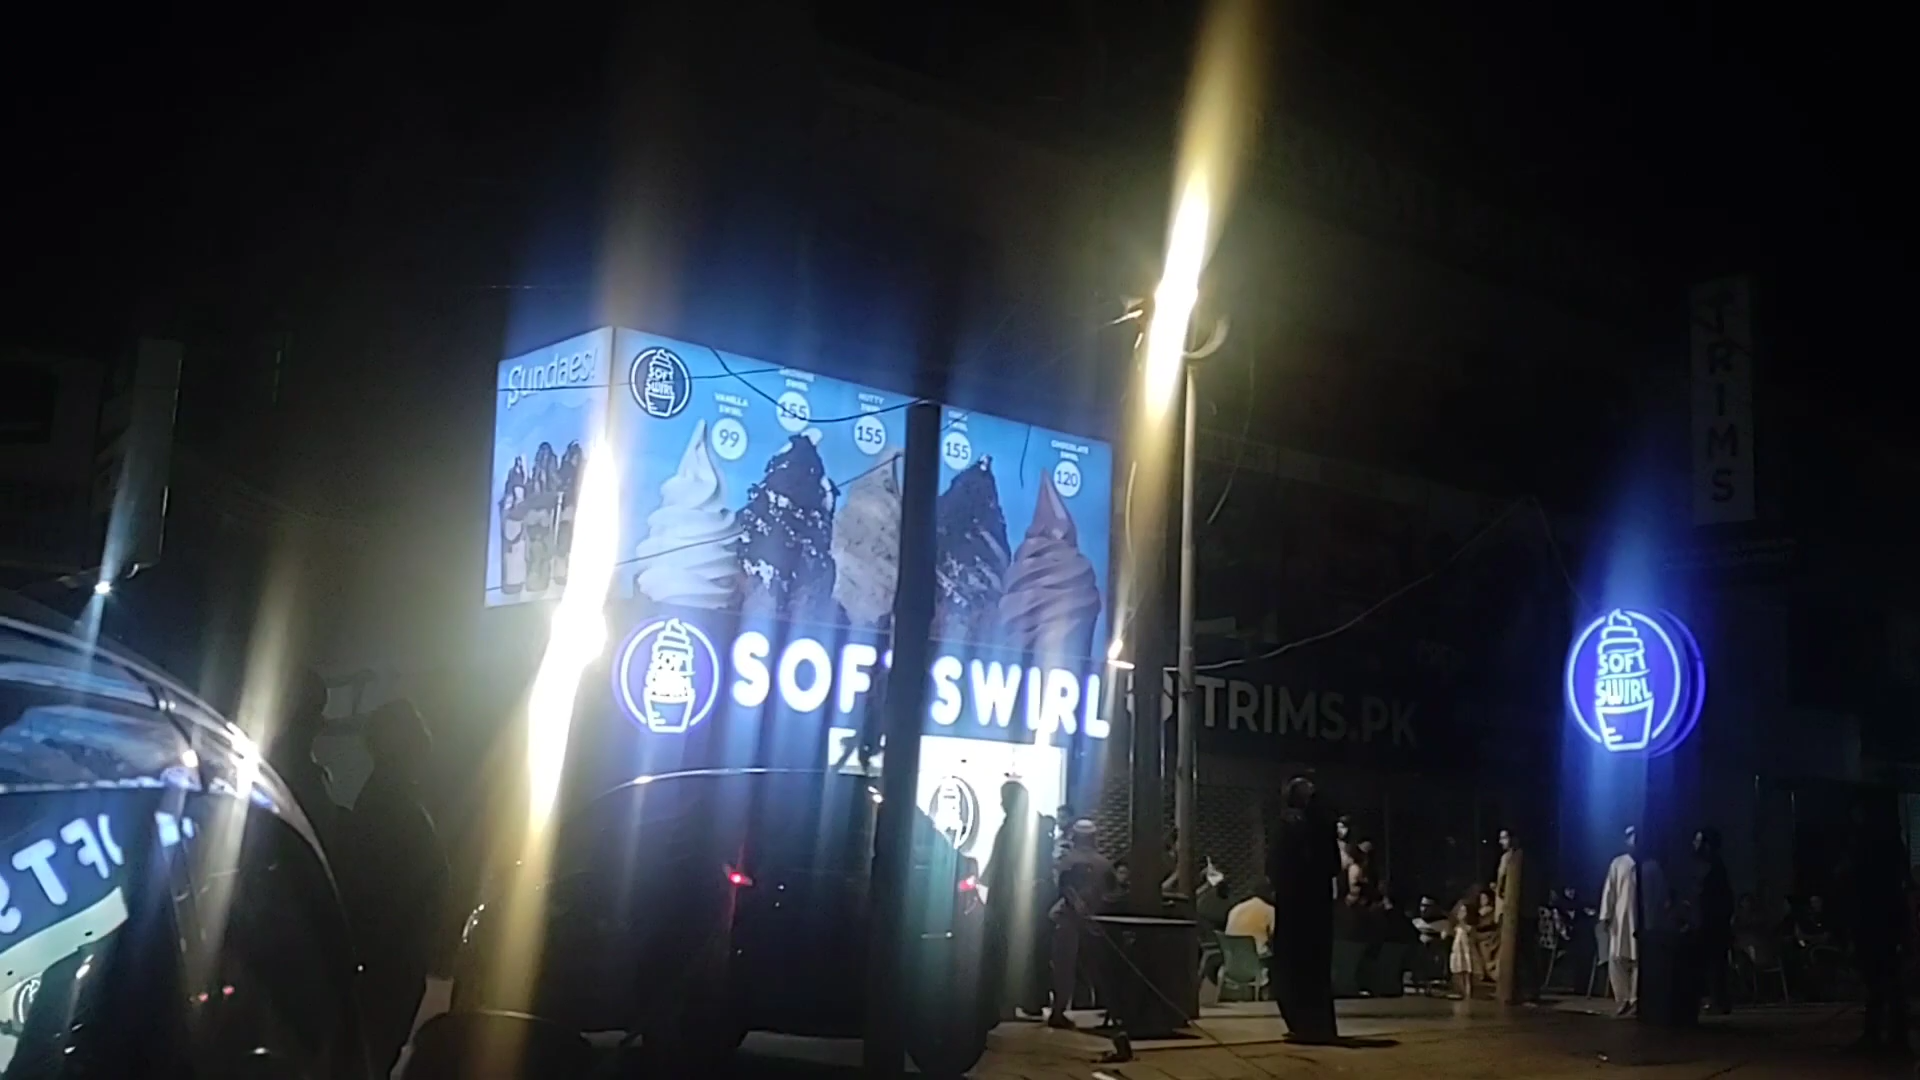 Sundaes!
SOFT
SWIRL
VANILLA
SWIRL
99
SWIRL
155
NUTTY
SWIRL
155
SWIRL
155
CHOCOLATE
SWIRL
120
SOFT SWIRL
TRIMS.PK
TRIMS
SOFT
SWIRL